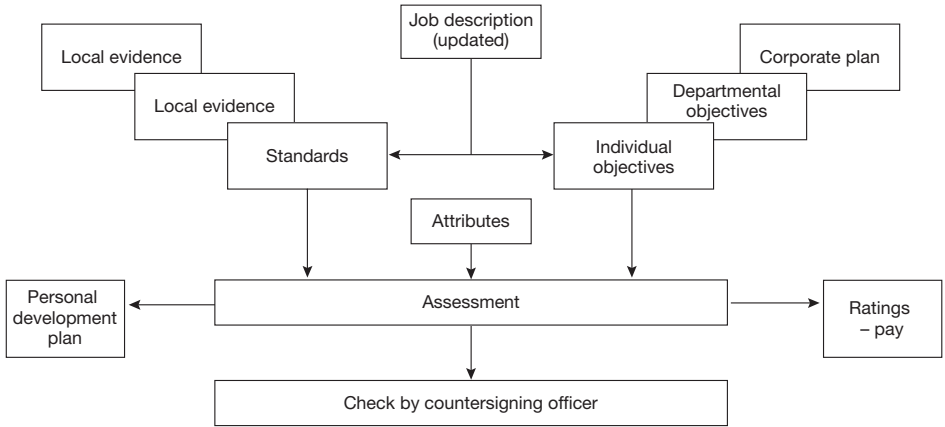 Job description
(updated)
Local evidence
Corporate plan
Local evidence
Departmental
objectives
Standards
Individual
objectives
Attributes
Personal
development
plan
Assessment
Ratings
– pay
Check by countersigning officer